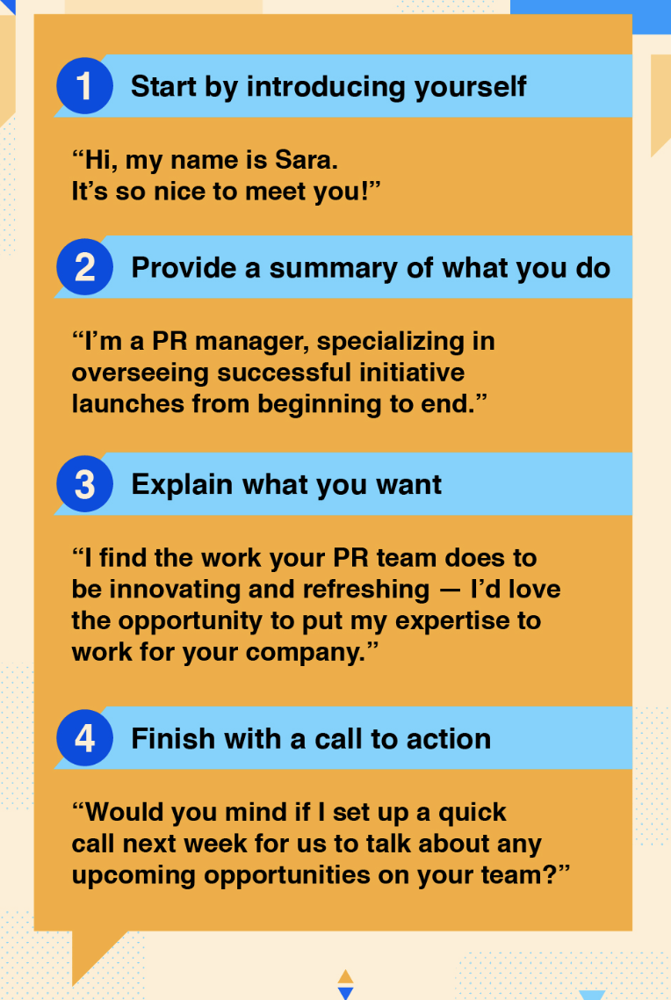 1 Start by introducing yourself
“Hi, my name is Sara.
It’s so nice to meet you!”
2 Provide a summary of what you do
“I’m a PR manager, specializing in
overseeing successful initiative
launches from beginning to end.”
3 Explain what you want
“I find the work your PR team does to
be innovating and refreshing — I’d love
the opportunity to put my expertise to
work for your company.”
4 Finish with a call to action
“Would you mind if I set up a quick
call next week for us to talk about any
upcoming opportunities on your team?”